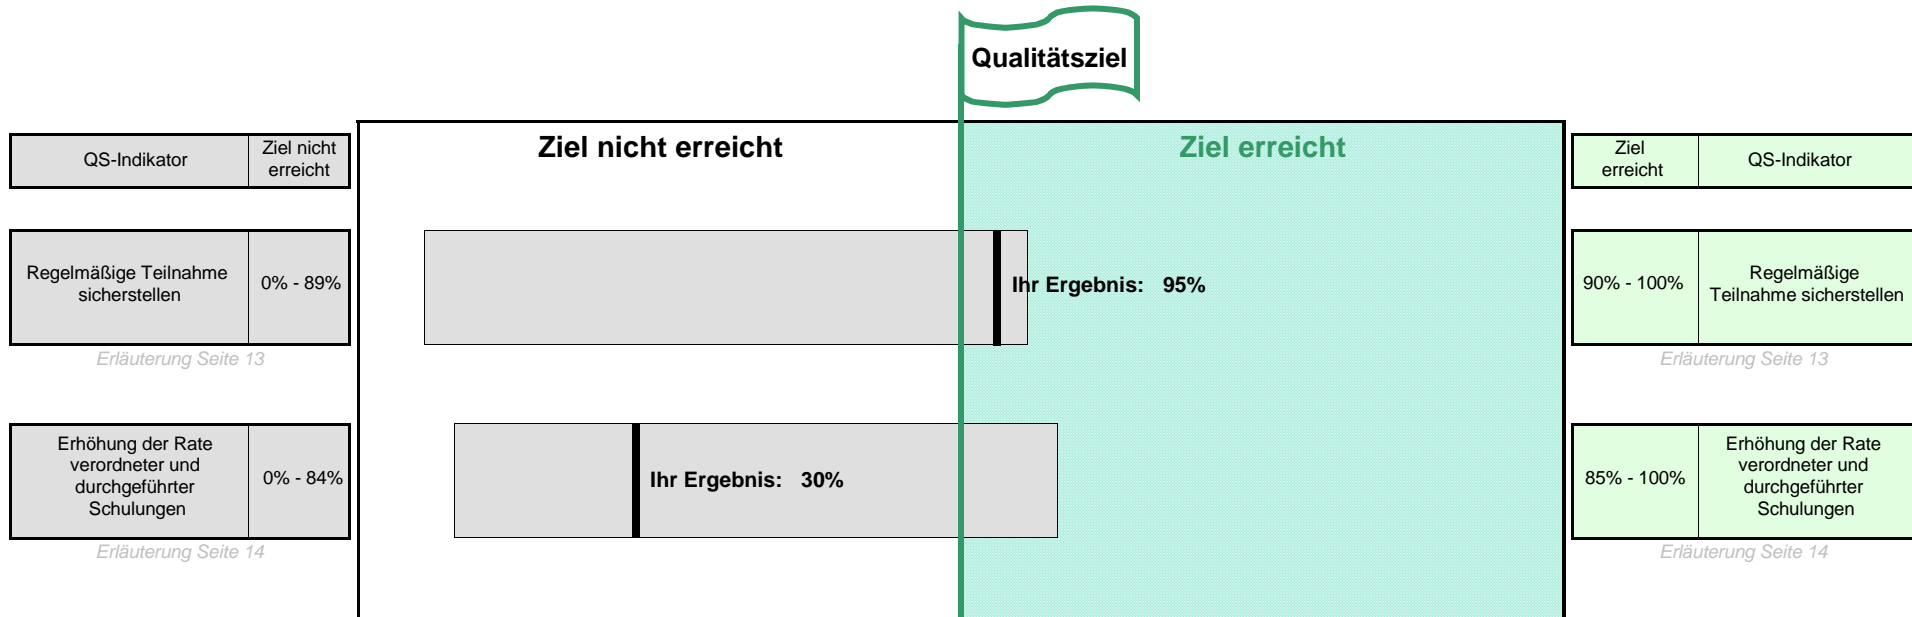 Qualitätsziel
Ziel nicht erreicht
Ziel erreicht
QS-Indikator
Ziel nicht
erreicht
Ziel
erreicht
QS-Indikator
Regelmäßige Teilnahme
sicherstellen
0% - 89%
Ihr Ergebnis: 95%
90% - 100%
Regelmäßige
Teilnahme sicherstellen
Erläuterung Seite 13
Erläuterung Seite 13
Erhöhung der Rate
verordneter und
durchgeführter
Schulungen
0% - 84%
Ihr Ergebnis: 30%
85% - 100%
Erhöhung der Rate
verordneter und
durchgeführter
Schulungen
Erläuterung Seite 14
Erläuterung Seite 14